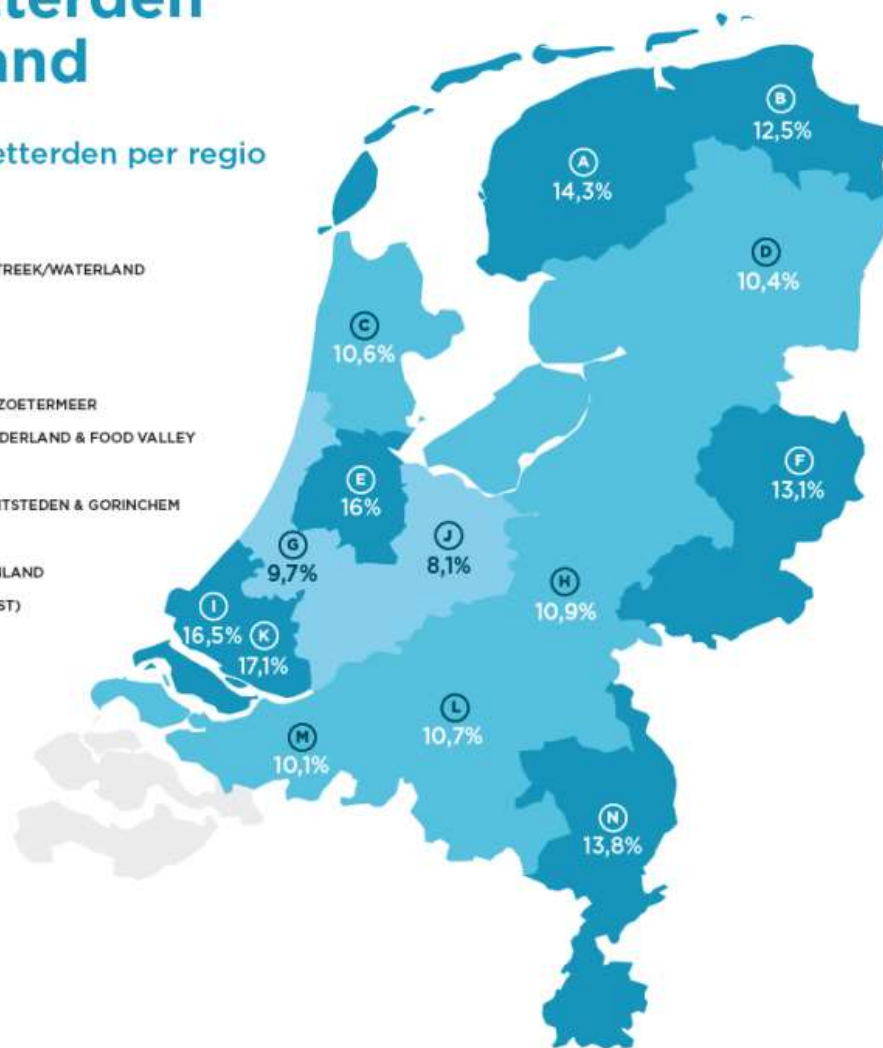 tterden
and
etterden per regio
TREEK/WATERLAND
ZOETERMEER
DERLAND & FOOD VALLEY
TSTEDEN & GORINCHEM
NLAND
ST)
B
12,5%
A
14,3%
D
10,4%
C
10,6%
F
13,1%
E
16%
G
9,7%
J
8,1%
H
10,9%
I
16,5%
K
17,1%
L
10,7%
M
10,1%
N
13,8%